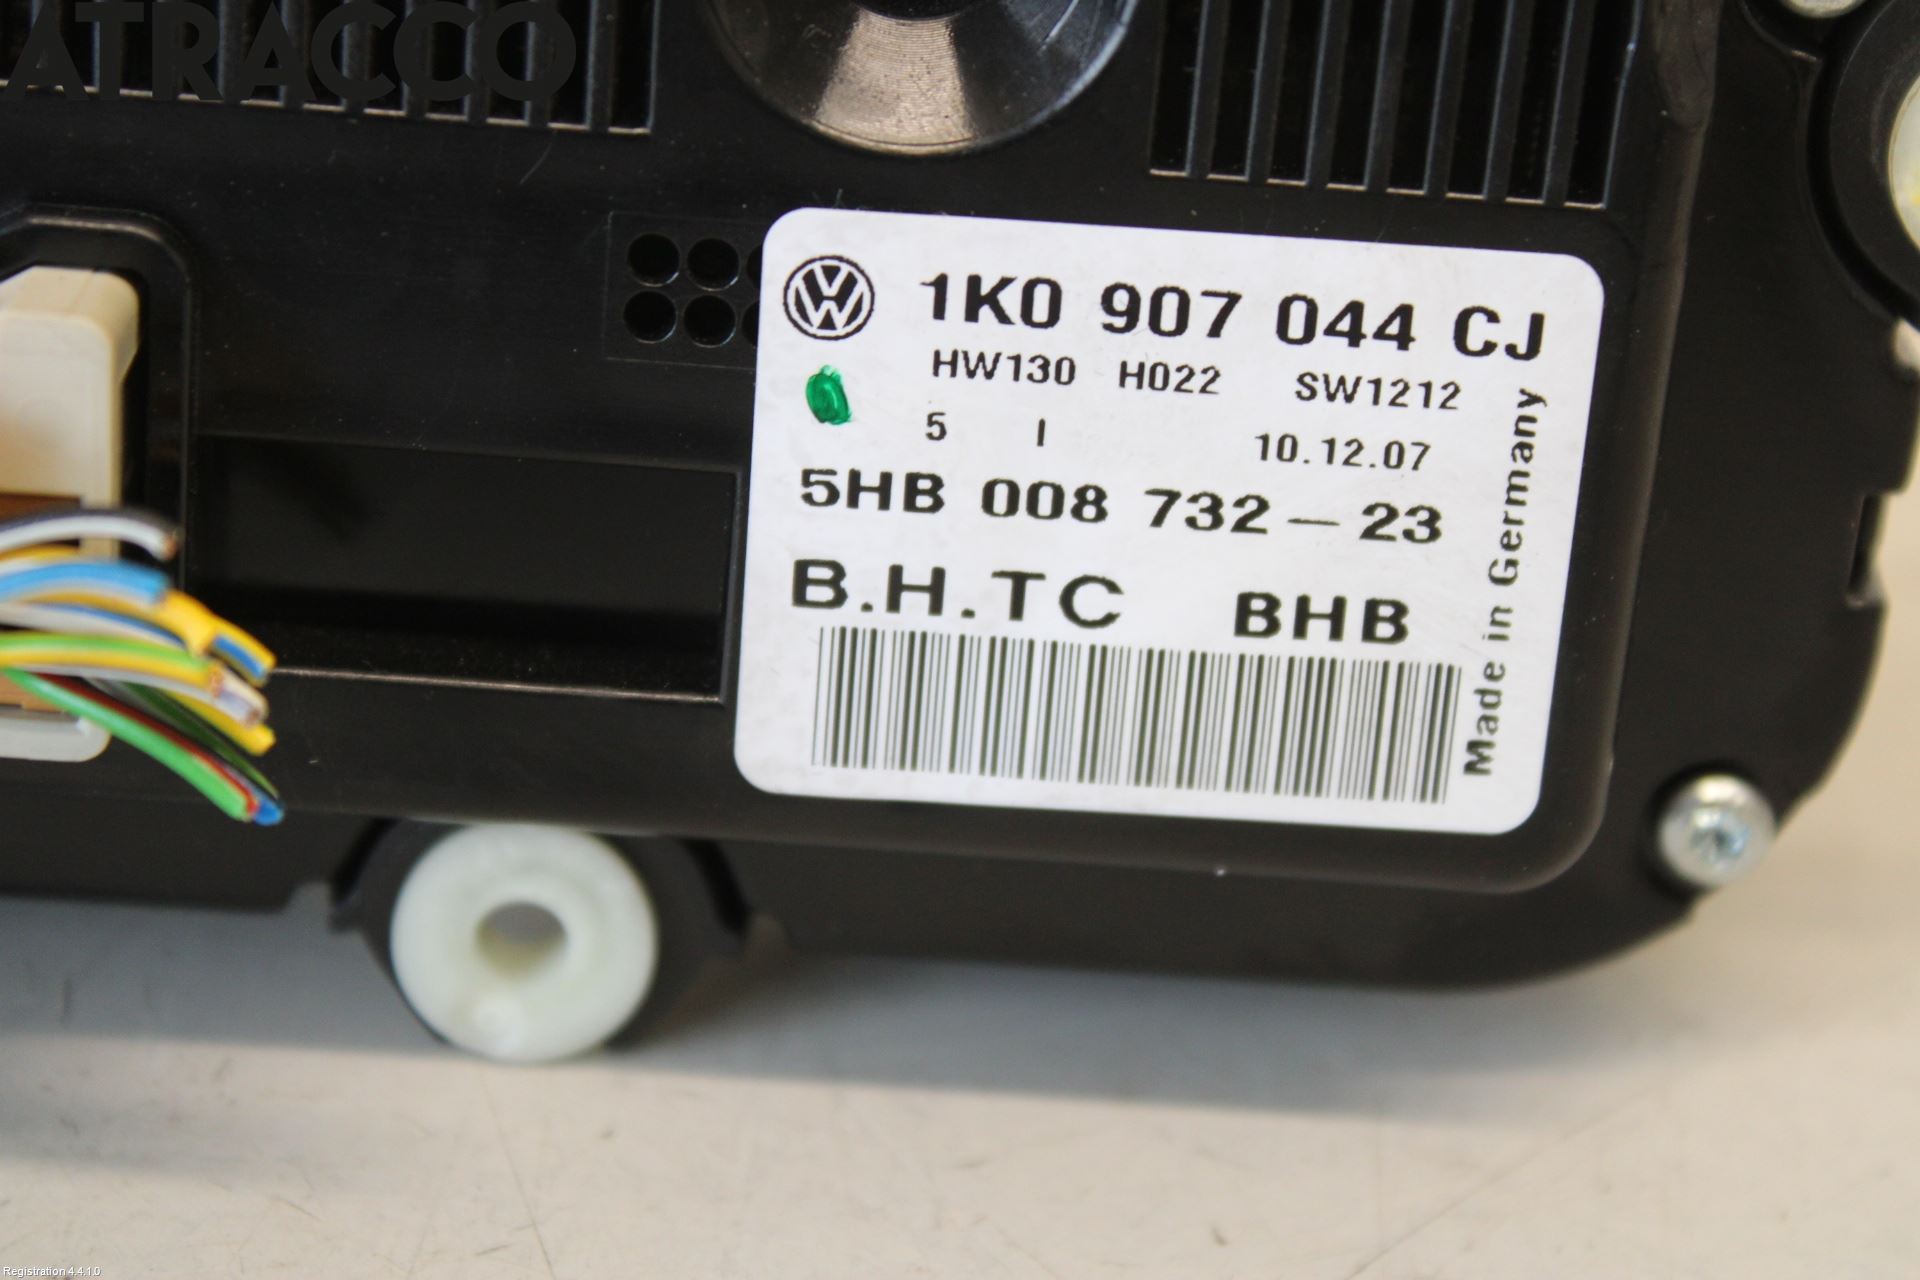 ATRACCO
1K0 907 044 CJ
HW130 H022 SW1212
5 I 10.12.07
5HB 008 732 — 23
B.H.TC BHB
Made in Germany
Registration 4.4.1.0